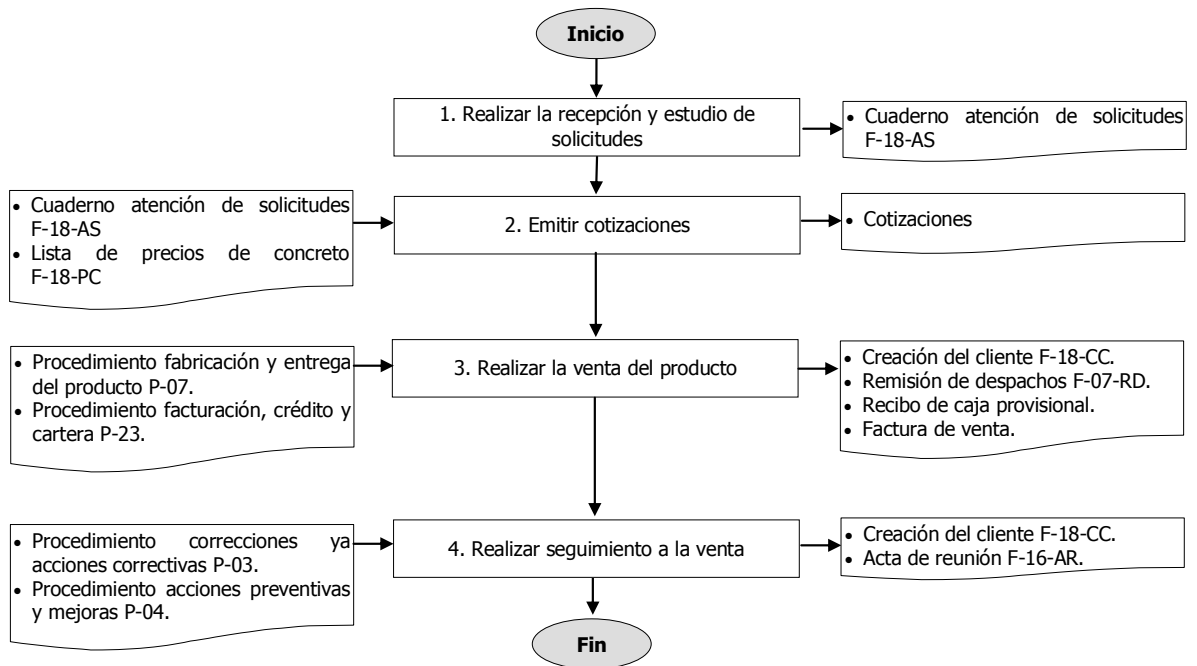 Inicio
1. Realizar la recepción y estudio de
solicitudes
• Cuaderno atención de solicitudes
F-18-AS
• Cuaderno atención de solicitudes
F-18-AS
• Lista de precios de concreto
F-18-PC
2. Emitir cotizaciones
• Cotizaciones
• Procedimiento fabricación y entrega
del producto P-07.
• Procedimiento facturación, crédito y
cartera P-23.
3. Realizar la venta del producto
• Creación del cliente F-18-CC.
• Remisión de despachos F-07-RD.
• Recibo de caja provisional.
• Factura de venta.
• Procedimiento correcciones ya
acciones correctivas P-03.
• Procedimiento acciones preventivas
y mejoras P-04.
4. Realizar seguimiento a la venta
• Creación del cliente F-18-CC.
• Acta de reunión F-16-AR.
Fin